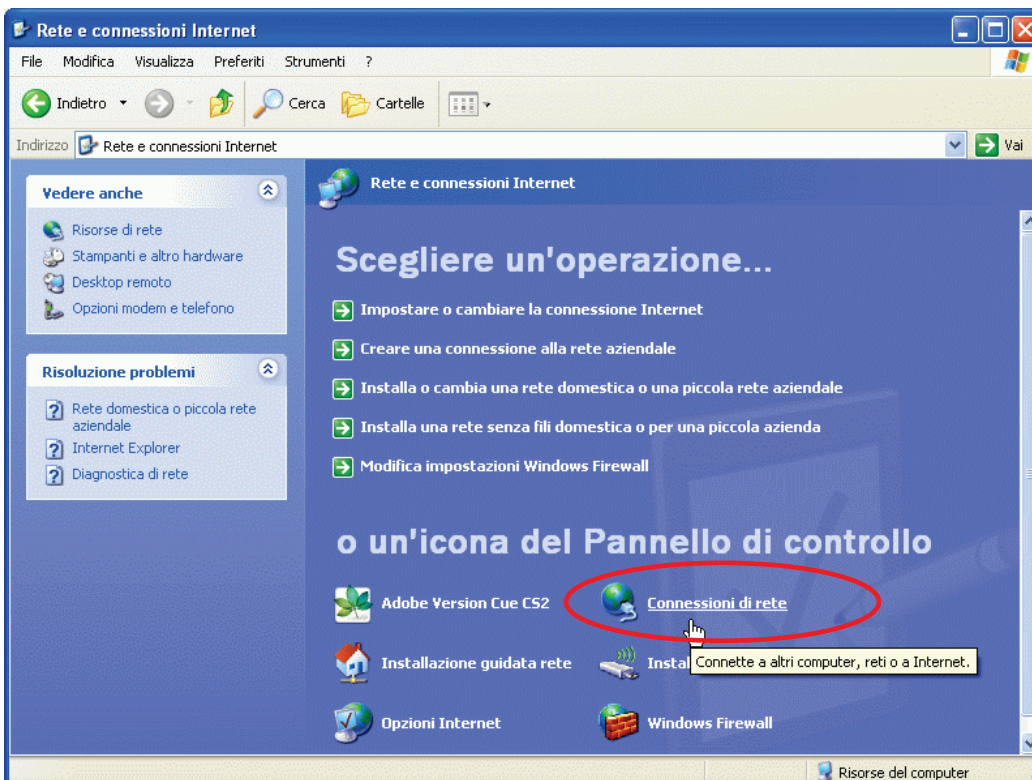 Rete e connessioni Internet
File Modifica Visualizza Preferiti Strumenti ?
Indietro Cerca Cartelle
Indirizzo Rete e connessioni Internet Vai
Vedere anche
Risorse di rete
Stampanti e altro hardware
Desktop remoto
Opzioni modem e telefono
Risoluzione problemi
Rete domestica o piccola rete
aziendale
Internet Explorer
Diagnostica di rete
Rete e connessioni Internet
Scegliere un'operazione...
Impostare o cambiare la connessione Internet
Creare una connessione alla rete aziendale
Installa o cambia una rete domestica o una piccola rete aziendale
Installa una rete senza fili domestica o per una piccola azienda
Modifica impostazioni Windows Firewall
o un'icona del Pannello di controllo
Adobe Version Cue CS2 Connessioni di rete
Installazione guidata rete Instal
Connette a altri computer, reti o a Internet.
Opzioni Internet Windows Firewall
Risorse del computer